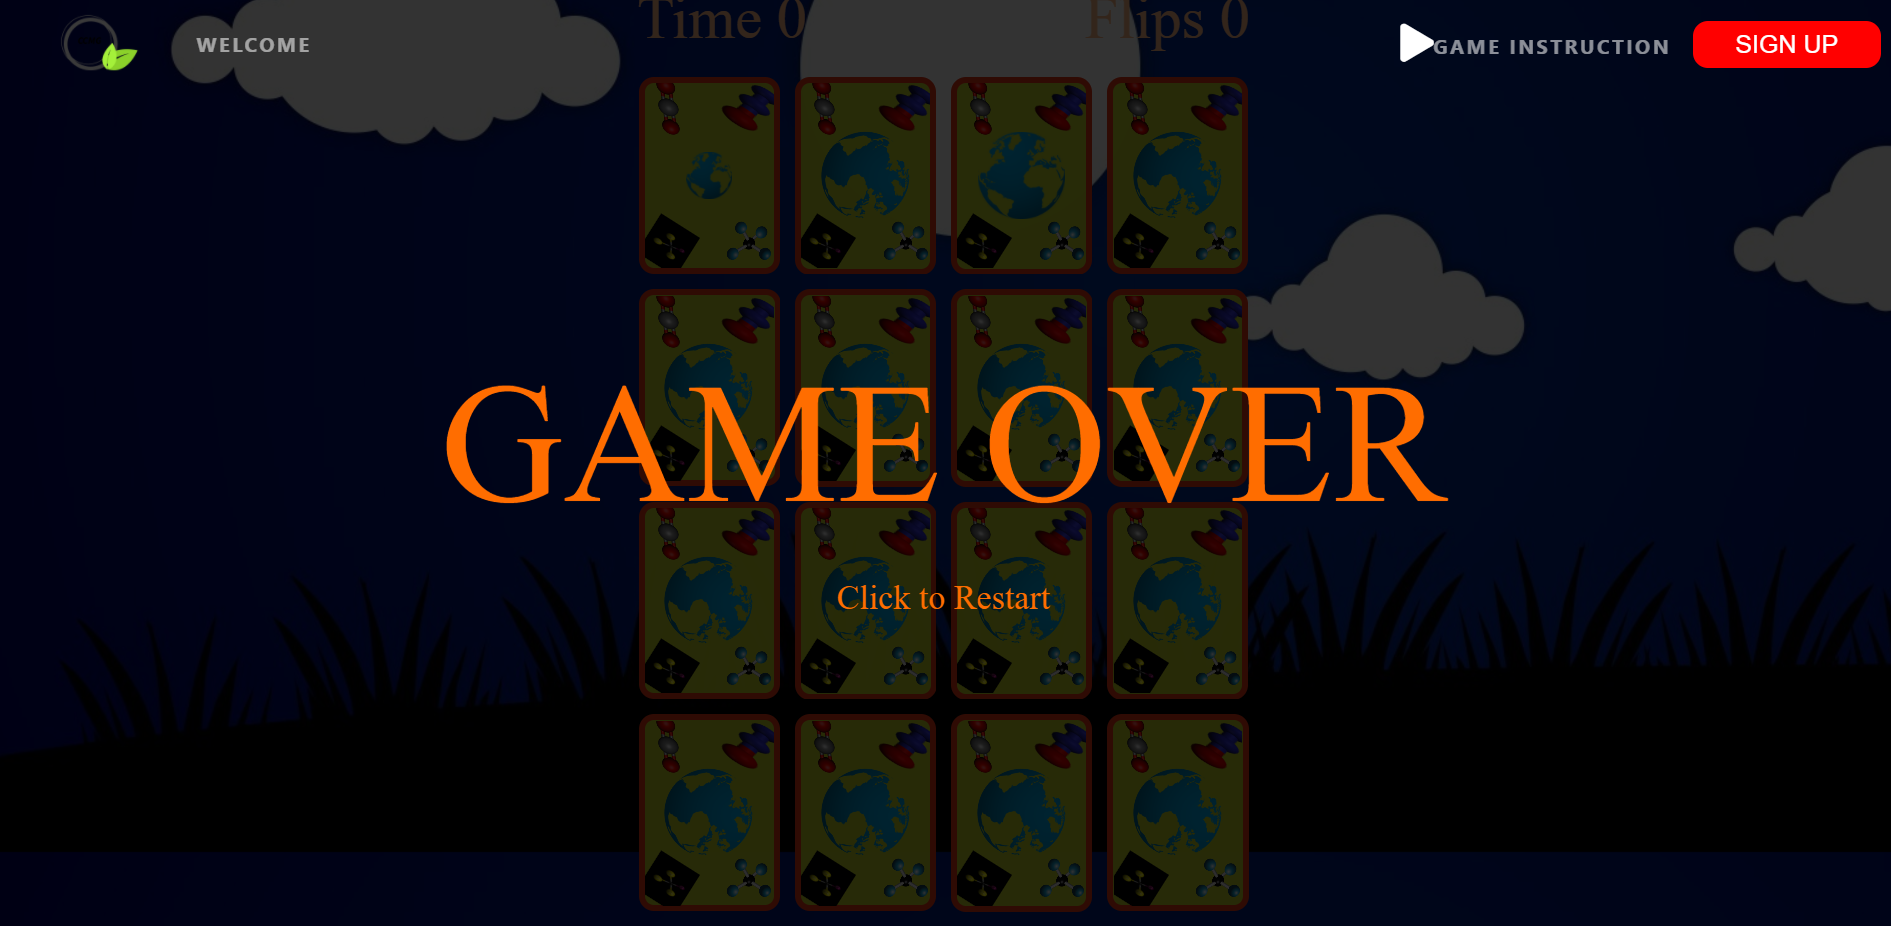 Time 0
Flips 0
WELCOME
GAME INSTRUCTION
SIGN UP
GAME OVER
Click to Restart